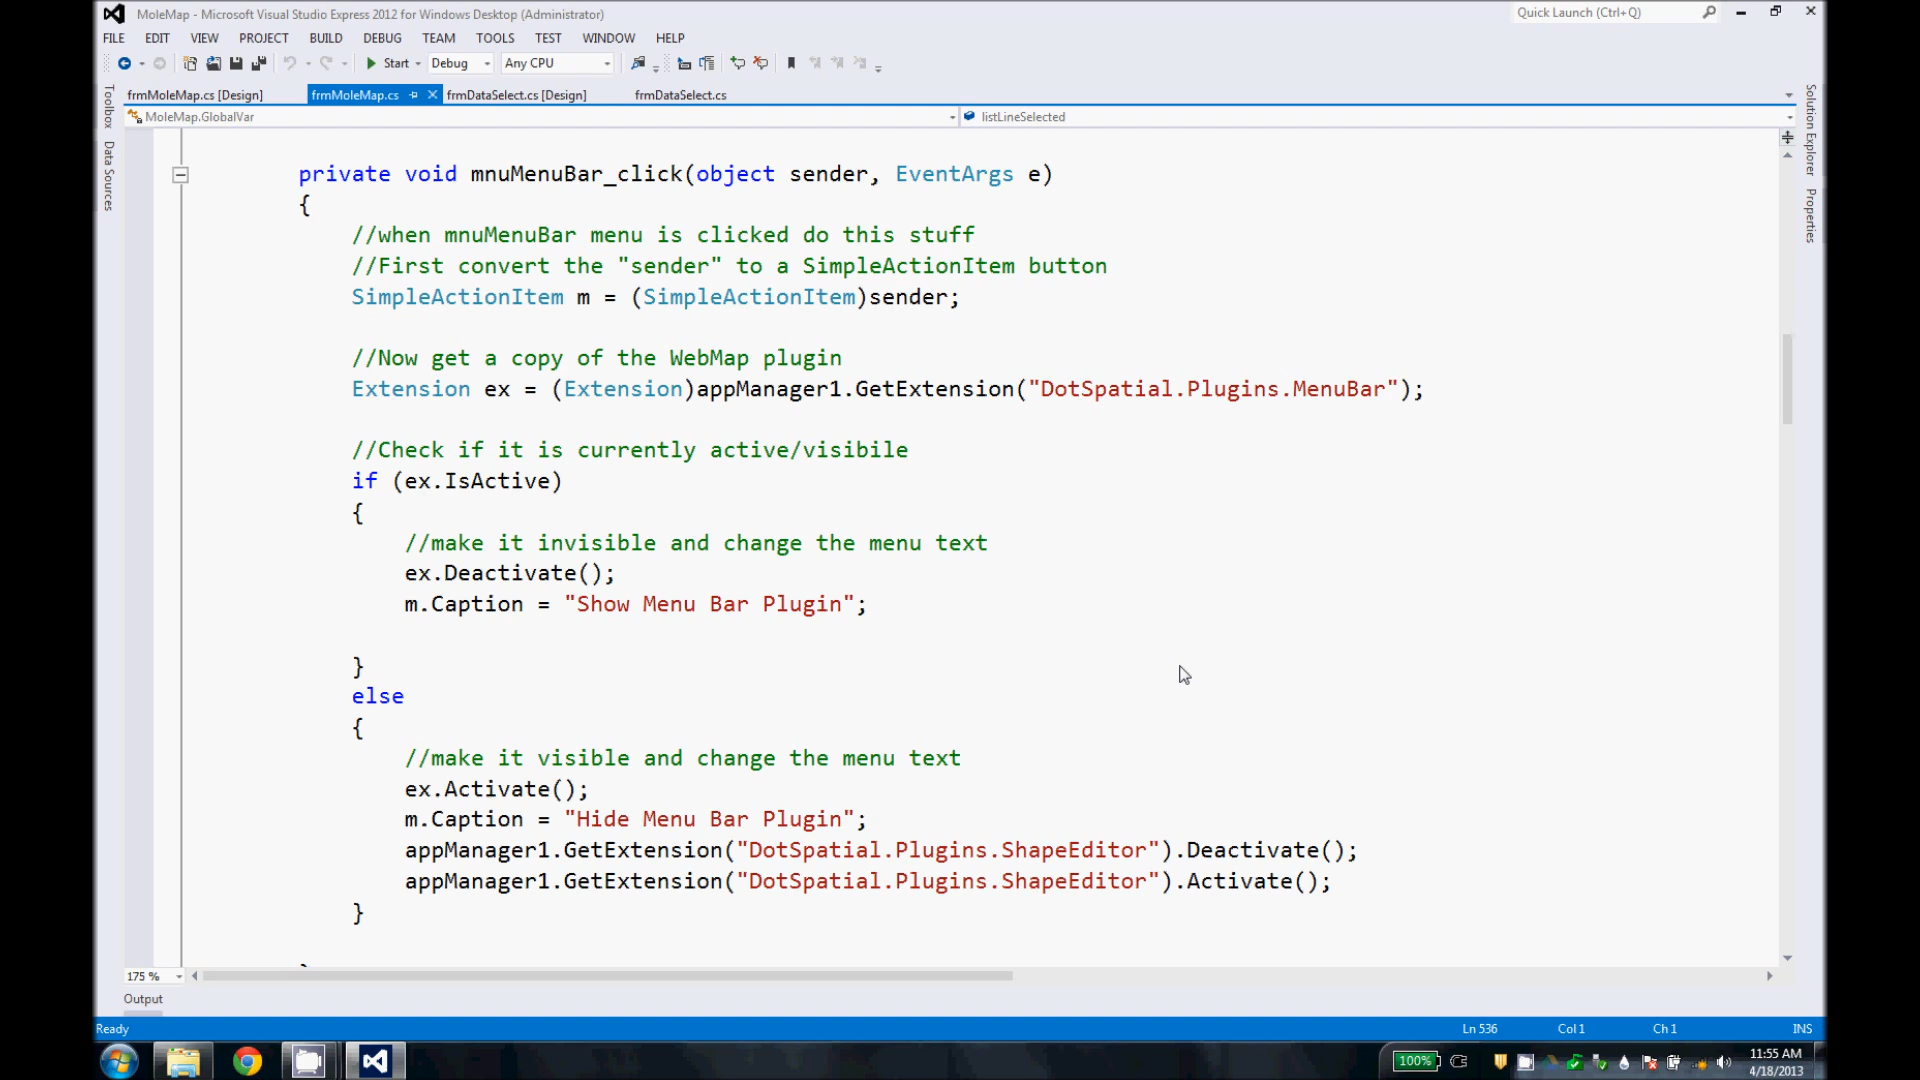 MoleMap - Microsoft Visual Studio Express 2012 for Windows Desktop (Administrator)
Quick Launch (Ctrl+Q)
FILE EDIT VIEW PROJECT BUILD DEBUG TEAM TOOLS TEST WINDOW HELP
Start Debug Any CPU
frmMoleMap.cs [Design] frmMoleMap.cs frmDataSelect.cs [Design] frmDataSelect.cs
MoleMap.GlobalVar listLineSelected
Toolbox
Data Sources
Solution Explorer
Properties
private void mnuMenuBar_click(object sender, EventArgs e)
{
//when mnuMenuBar menu is clicked do this stuff
//First convert the "sender" to a SimpleActionItem button
SimpleActionItem m = (SimpleActionItem)sender;
//Now get a copy of the WebMap plugin
Extension ex = (Extension)appManager1.GetExtension("DotSpatial.Plugins.MenuBar");
//Check if it is currently active/visibile
if (ex.IsActive)
{
//make it invisible and change the menu text
ex.Deactivate();
m.Caption = "Show Menu Bar Plugin";
}
else
{
//make it visible and change the menu text
ex.Activate();
m.Caption = "Hide Menu Bar Plugin";
appManager1.GetExtension("DotSpatial.Plugins.ShapeEditor").Deactivate();
appManager1.GetExtension("DotSpatial.Plugins.ShapeEditor").Activate();
}
175 %
Output
Ready Ln 536 Col 1 Ch 1 INS
100% 11:55 AM
4/18/2013